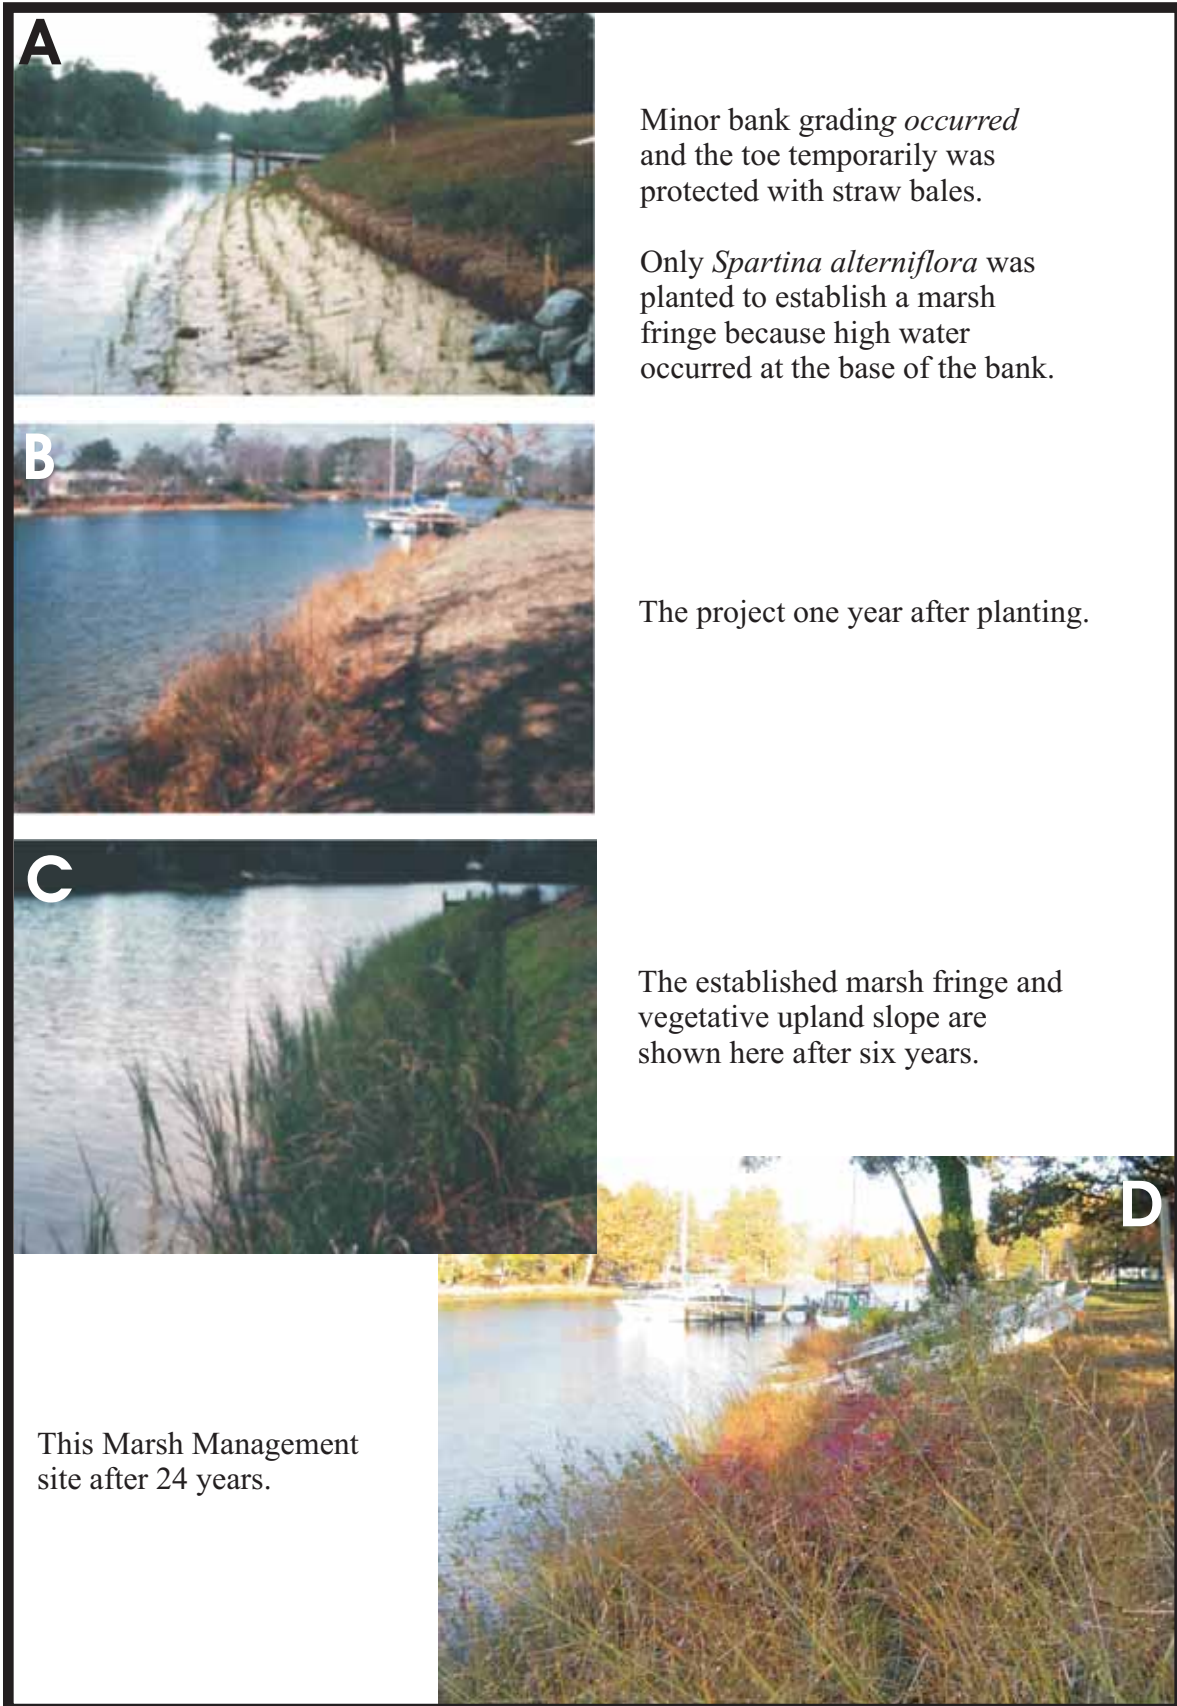 A
Minor bank grading occurred
and the toe temporarily was
protected with straw bales.
Only Spartina alterniflora was
planted to establish a marsh
fringe because high water
occurred at the base of the bank.
B
The project one year after planting.
C
The established marsh fringe and
vegetative upland slope are
shown here after six years.
D
This Marsh Management
site after 24 years.